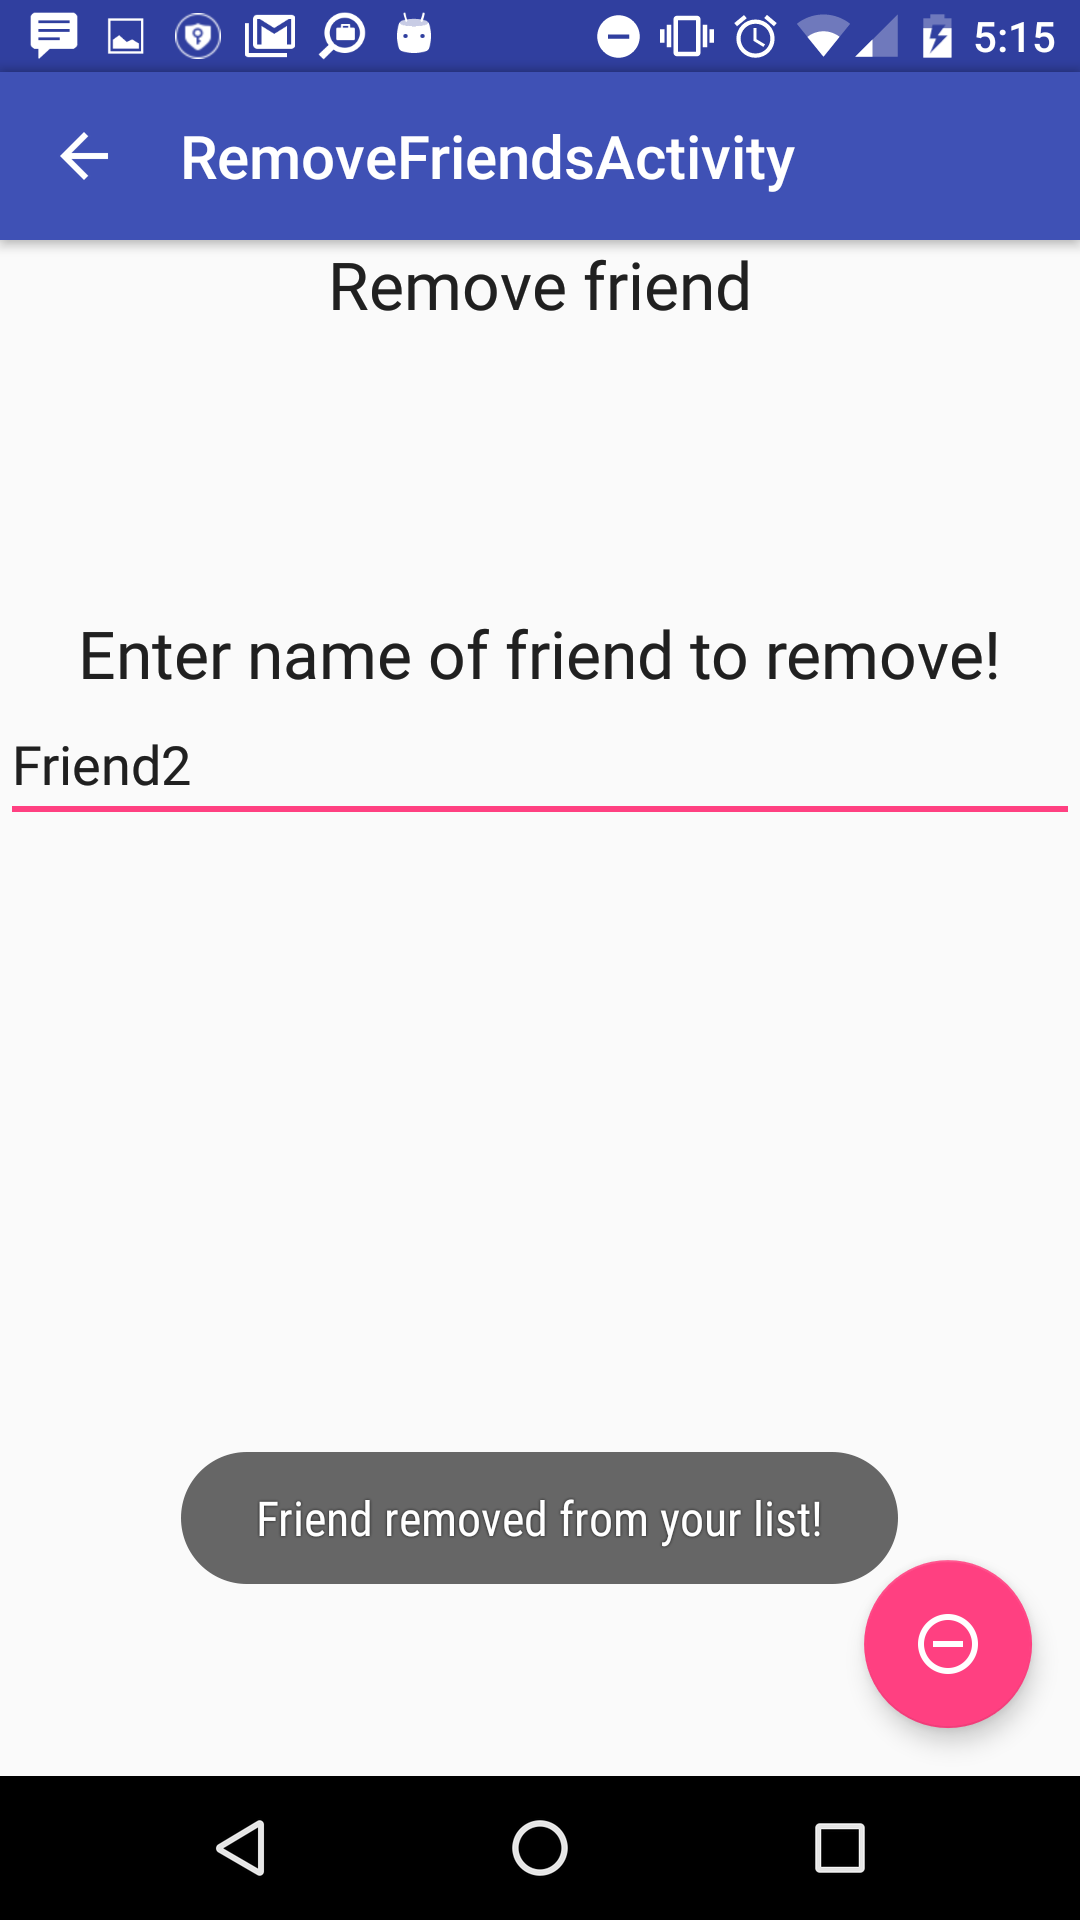 5:15
RemoveFriendsActivity
Remove friend
Enter name of friend to remove!
Friend2
Friend removed from your list!